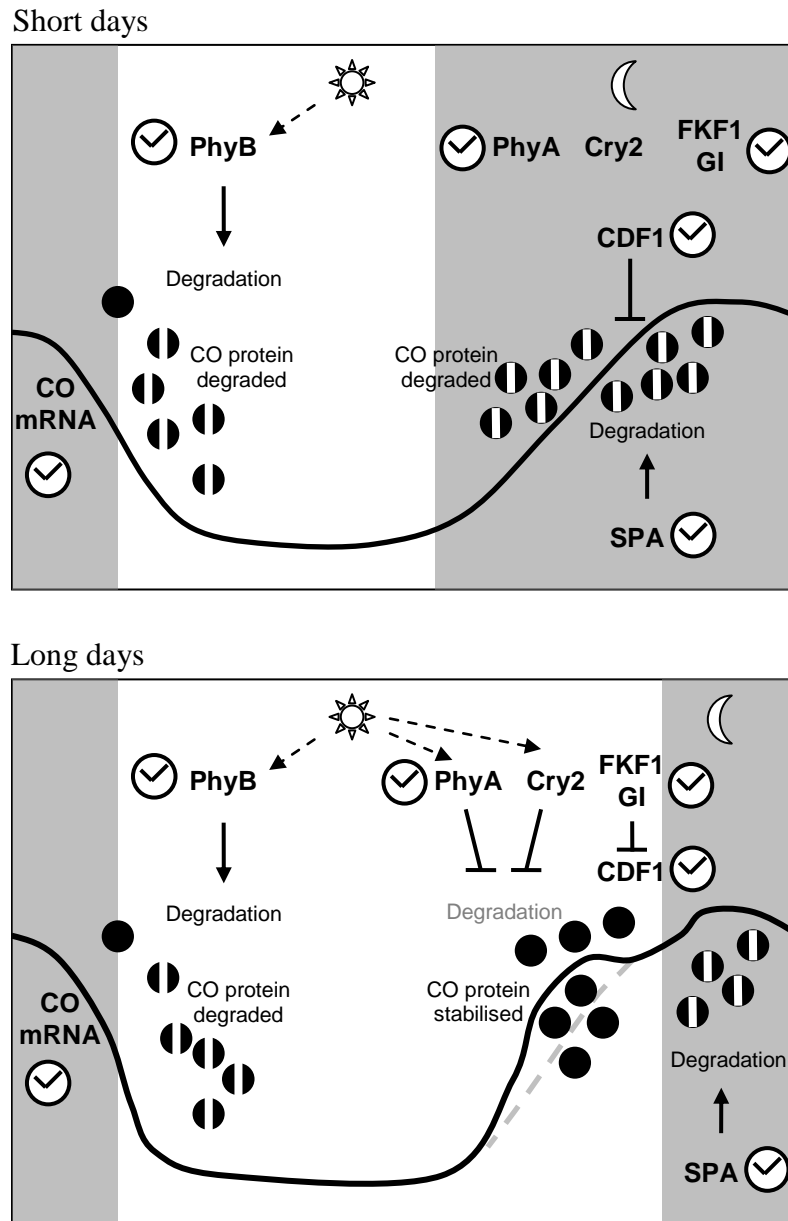 Short days
PhyB
PhyA
Cry2
FKF1
GI
CDF1
Degradation
CO protein
degraded
CO protein
degraded
CO
mRNA
Degradation
SPA
Long days
PhyB
PhyA
Cry2
FKF1
GI
CDF1
Degradation
Degradation
CO protein
degraded
CO protein
stabilised
CO
mRNA
Degradation
SPA